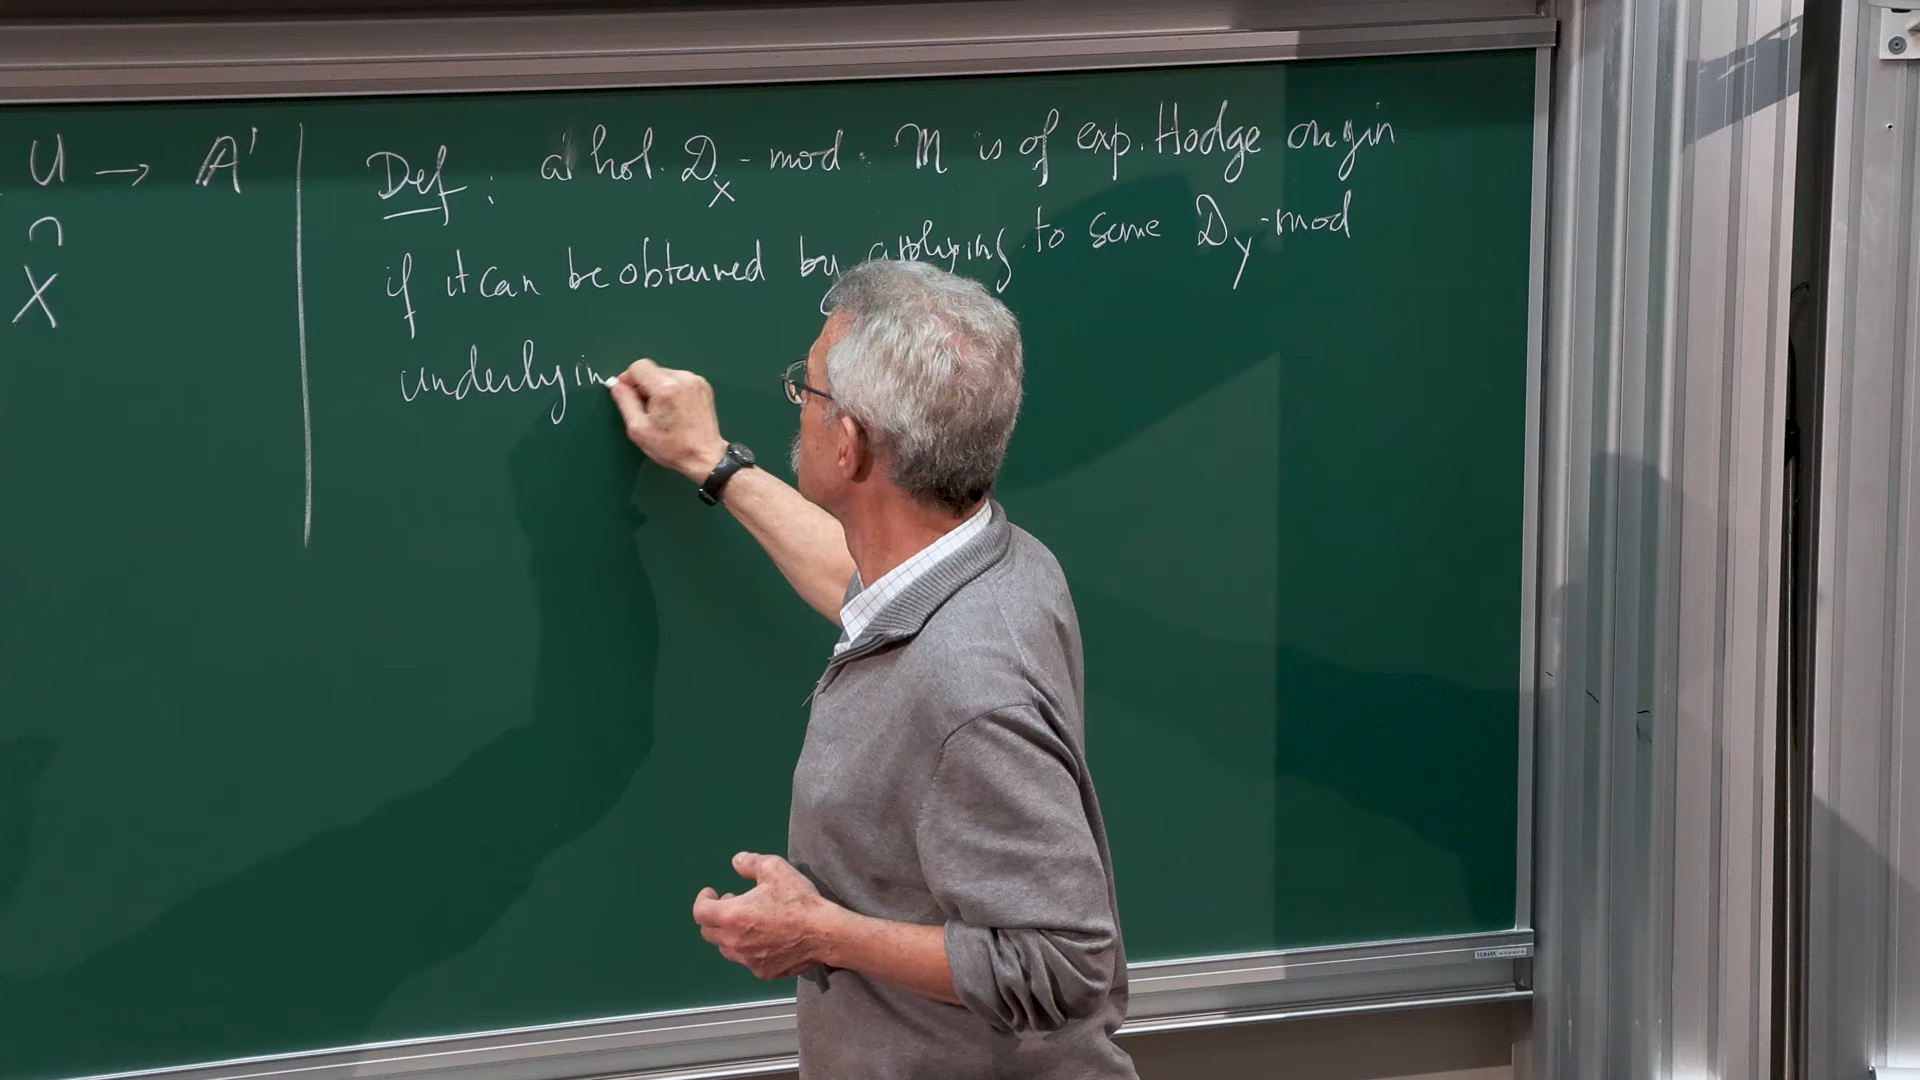 U → A¹
∩
X
Def: a hol. D_X-mod. M is of exp. Hodge origin
if it can be obtained by applying to some D_Y-mod
underlyin